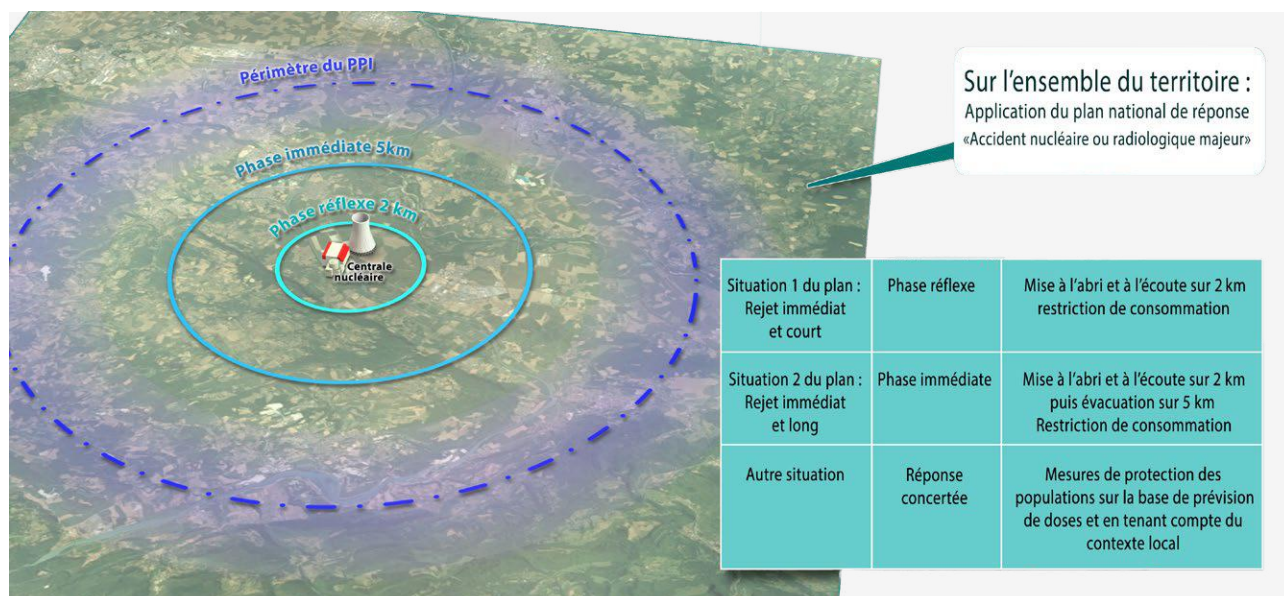 Périmètre du PPI
Phase immédiate 5km
Phase réflexe 2 km
Centrale
nucléaire
Sur l'ensemble du territoire :
Application du plan national de réponse
«Accident nucléaire ou radiologique majeur»
Situation 1 du plan :
Rejet immédiat
et court
Phase réflexe
Mise à l'abri et à l'écoute sur 2 km
restriction de consommation
Situation 2 du plan :
Rejet immédiat
et long
Phase immédiate
Mise à l'abri et à l'écoute sur 2 km
puis évacuation sur 5 km
Restriction de consommation
Autre situation
Réponse
concertée
Mesures de protection des
populations sur la base de prévision
de doses et en tenant compte du
contexte local